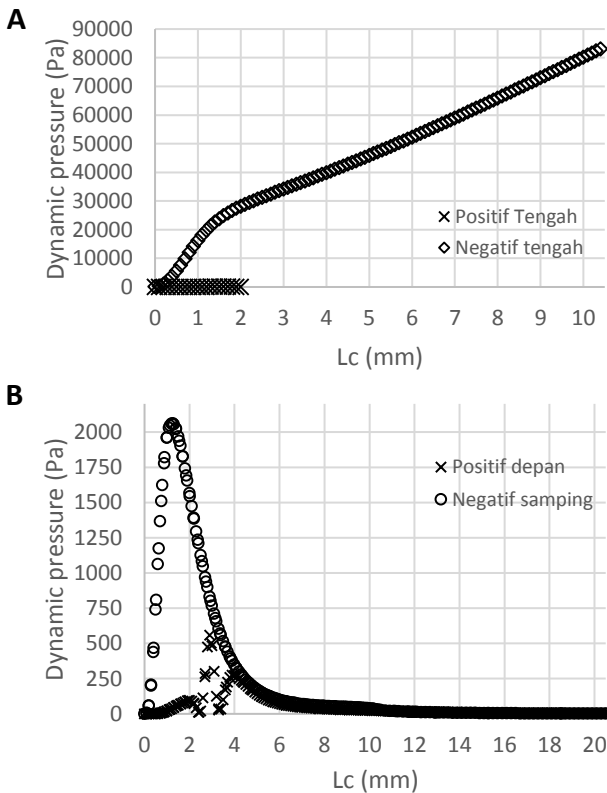 A
Dynamic pressure (Pa)
90000
80000
70000
60000
50000
40000
30000
20000
10000
0
Positif Tengah
Negatif tengah
0 1 2 3 4 5 6 7 8 9 10
Lc (mm)
B
Dynamic pressure (Pa)
2000
1750
1500
1250
1000
750
500
250
0
Positif depan
Negatif samping
0 2 4 6 8 10 12 14 16 18 20
Lc (mm)